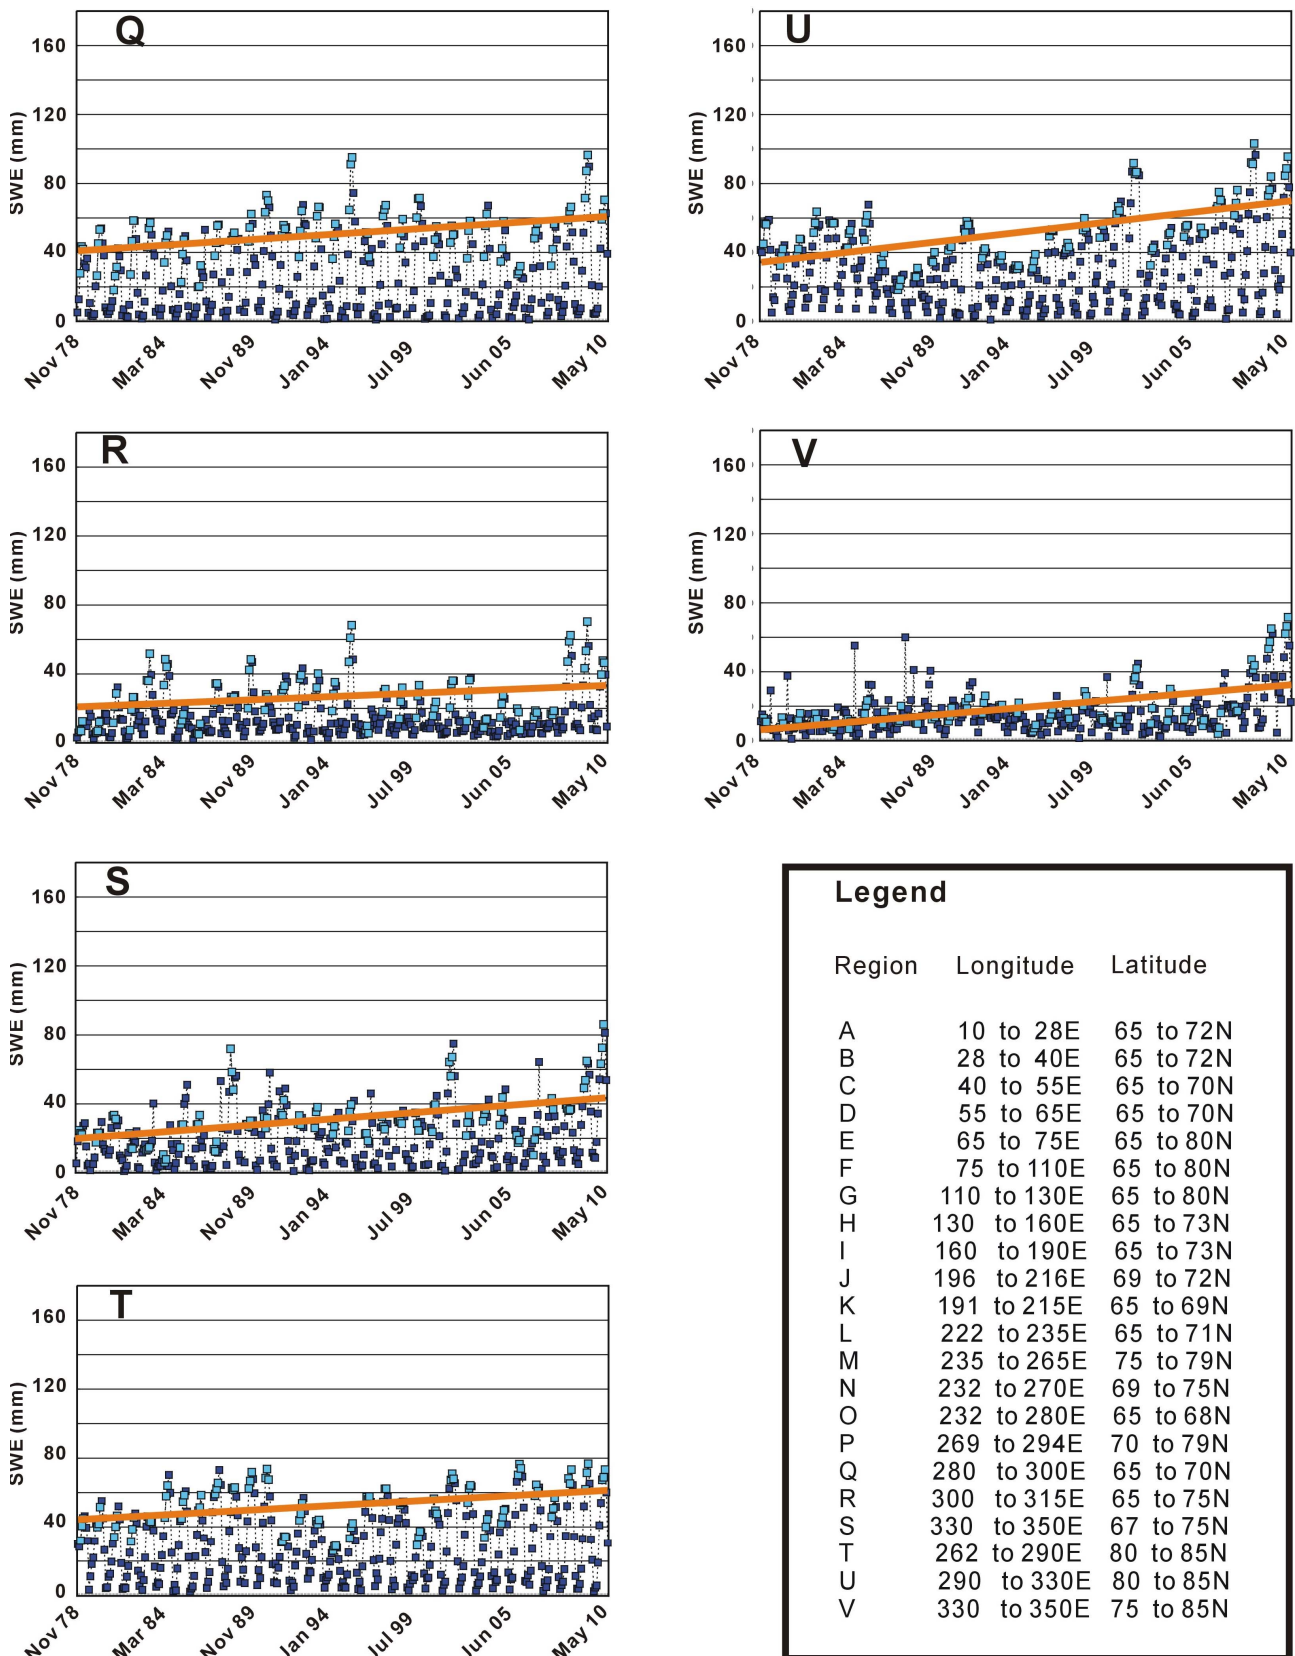 Q
SWE (mm)
160
120
80
40
0
Nov 78
Mar 84
Nov 89
Jan 94
Jul 99
Jun 05
May 10
U
SWE (mm)
160
120
80
40
0
Nov 78
Mar 84
Nov 89
Jan 94
Jul 99
Jun 05
May 10
R
SWE (mm)
160
120
80
40
0
Nov 78
Mar 84
Nov 89
Jan 94
Jul 99
Jun 05
May 10
V
SWE (mm)
160
120
80
40
0
Nov 78
Mar 84
Nov 89
Jan 94
Jul 99
Jun 05
May 10
S
SWE (mm)
160
120
80
40
0
Nov 78
Mar 84
Nov 89
Jan 94
Jul 99
Jun 05
May 10
T
SWE (mm)
160
120
80
40
0
Nov 78
Mar 84
Nov 89
Jan 94
Jul 99
Jun 05
May 10
Legend
Region Longitude Latitude
A 10 to 28E 65 to 72N
B 28 to 40E 65 to 72N
C 40 to 55E 65 to 70N
D 55 to 65E 65 to 70N
E 65 to 75E 65 to 80N
F 75 to 110E 65 to 80N
G 110 to 130E 65 to 80N
H 130 to 160E 65 to 73N
I 160 to 190E 65 to 73N
J 196 to 216E 69 to 72N
K 191 to 215E 65 to 69N
L 222 to 235E 65 to 71N
M 235 to 265E 75 to 79N
N 232 to 270E 69 to 75N
O 232 to 280E 65 to 68N
P 269 to 294E 70 to 79N
Q 280 to 300E 65 to 70N
R 300 to 315E 65 to 75N
S 330 to 350E 67 to 75N
T 262 to 290E 80 to 85N
U 290 to 330E 80 to 85N
V 330 to 350E 75 to 85N